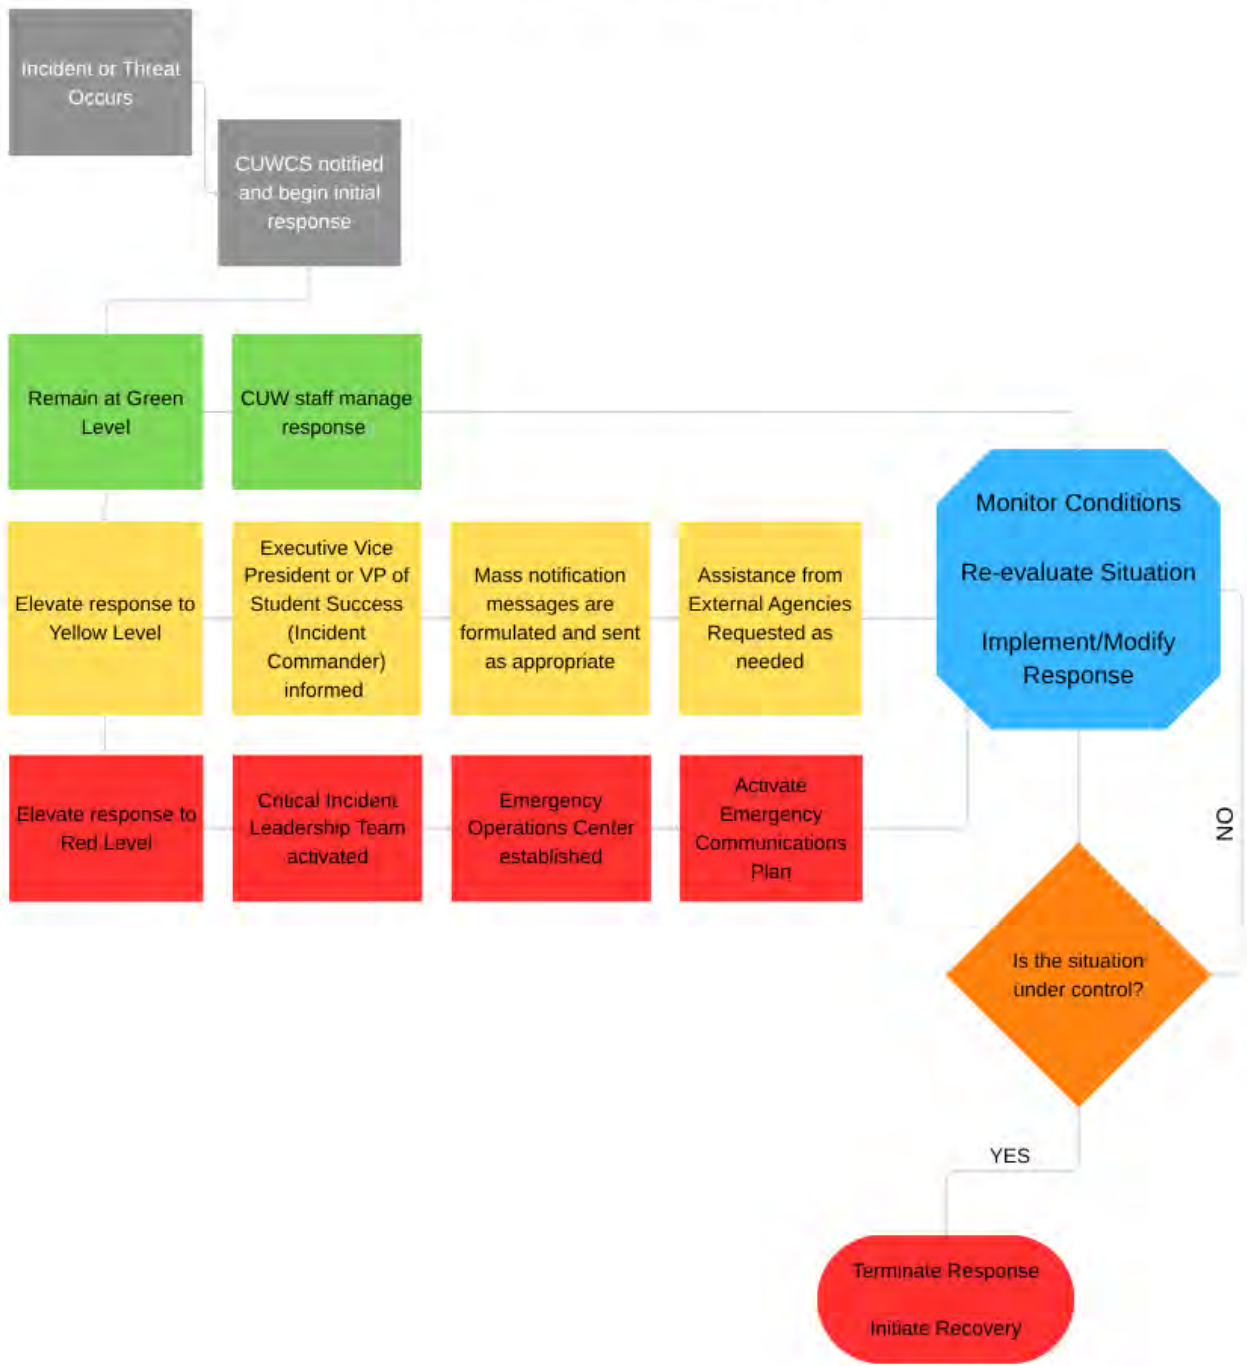 Incident or Threat
Occurs
CUWCS notified
and begin initial
response
Remain at Green
Level
CUW staff manage
response
Monitor Conditions
Re-evaluate Situation
Implement/Modify
Response
Elevate response to
Yellow Level
Executive Vice
President or VP of
Student Success
(Incident
Commander)
informed
Mass notification
messages are
formulated and sent
as appropriate
Assistance from
External Agencies
Requested as
needed
Elevate response to
Red Level
Critical Incident
Leadership Team
activated
Emergency
Operations Center
established
Activate
Emergency
Communications
Plan
NO
Is the situation
under control?
YES
Terminate Response
Initiate Recovery